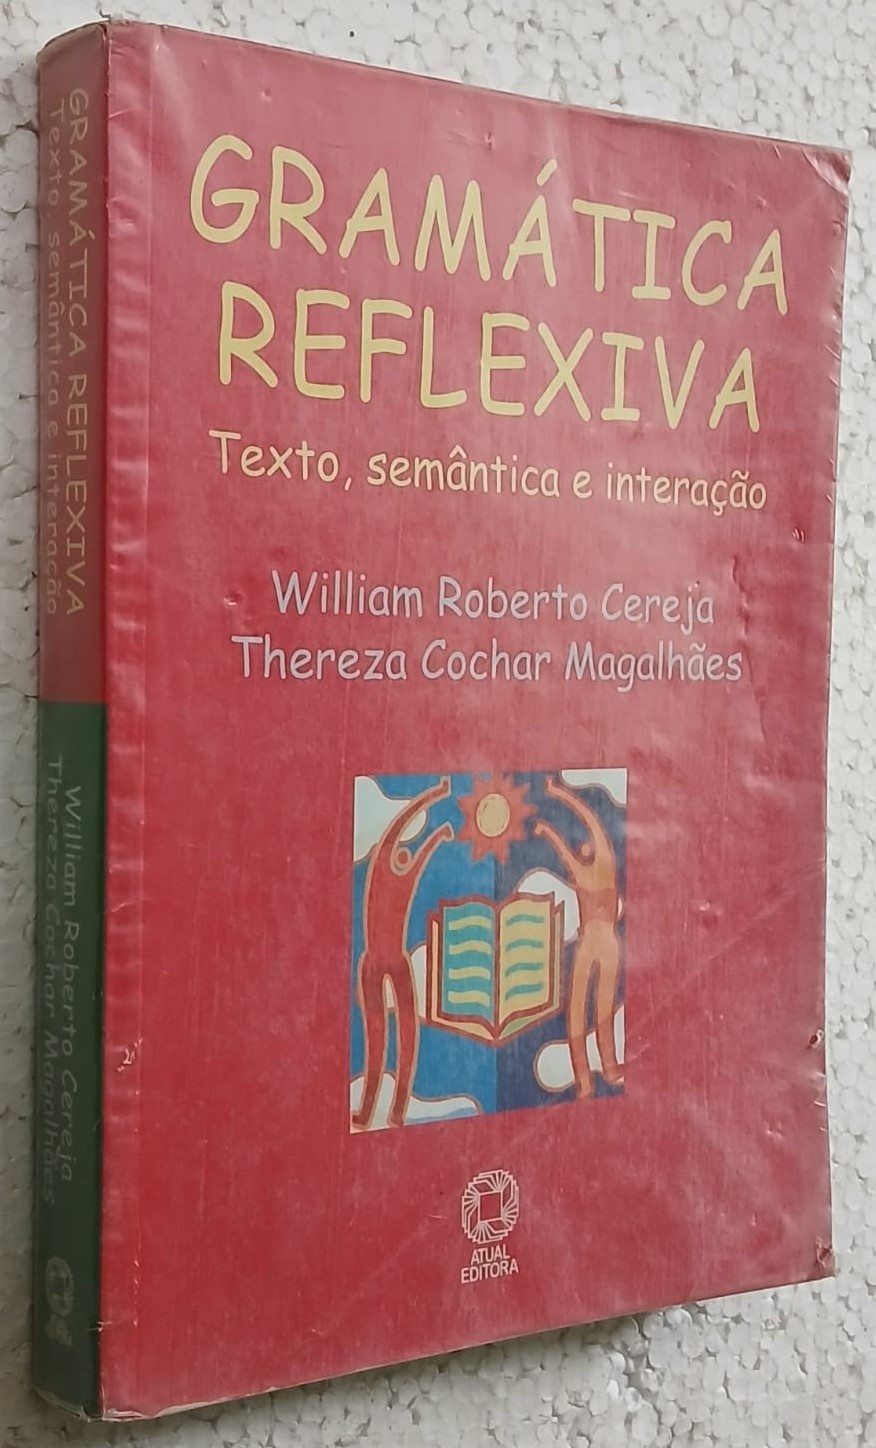 GRAMÁTICA
REFLEXIVA
Texto, semântica e interação
William Roberto Cereja
Thereza Cochar Magalhães
ATUAL
EDITORA
GRAMÁTICA REFLEXIVA
Texto, semântica e interação
William Roberto Cereja
Thereza Cochar Magalhães